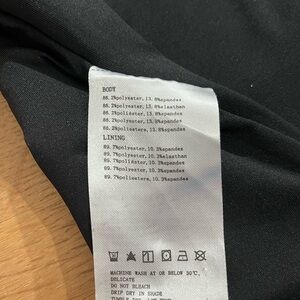 BODY
86.2%polyester,13.8%spandex
86.2%polyester,13.8%elasthan
86.2%poliéster,13.8%spandex
86.2%polyester,13.8%spandex
86.2%poliestere,13.8%spandex
LINING
89.7%polyester,10.3%spandex
89.7%polyester,10.3%elasthan
89.7%poliéster,10.3%spandex
89.7%polyester,10.3%spandex
89.7%poliestere,10.3%spandex
MACHINE WASH AT OR BELOW 30°C,
DELICATE
DO NOT BLEACH
DRIP DRY IN SHADE